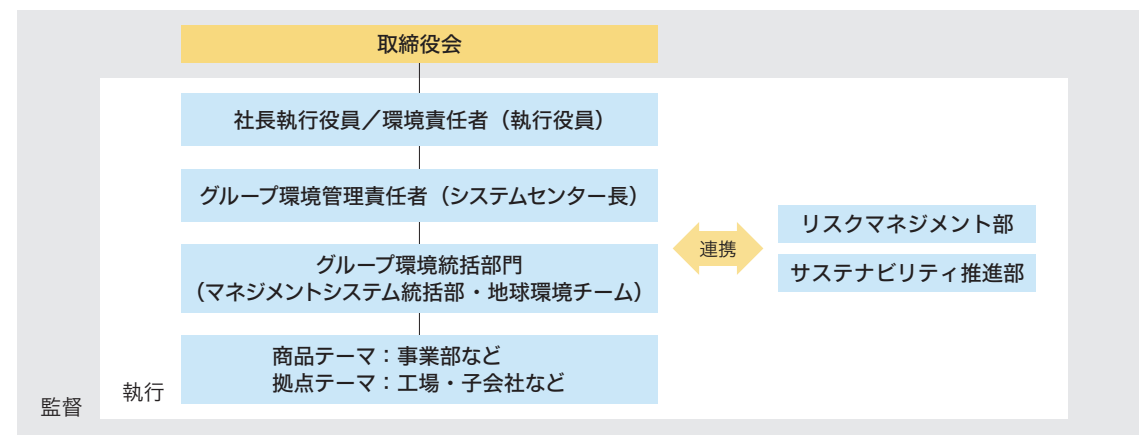 取締役会
社長執行役員／環境責任者（執行役員）
グループ環境管理責任者（システムセンター長）
グループ環境統括部門
（マネジメントシステム統括部・地球環境チーム）
商品テーマ：事業部など
拠点テーマ：工場・子会社など
連携
リスクマネジメント部
サステナビリティ推進部
執行
監督